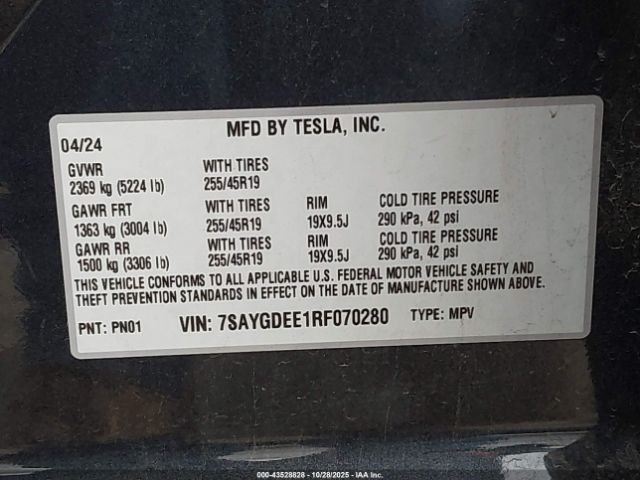 MFD BY TESLA, INC.
04/24
GVWR WITH TIRES
2369 kg (5224 lb) 255/45R19
GAWR FRT WITH TIRES RIM COLD TIRE PRESSURE
1363 kg (3004 lb) 255/45R19 19X9.5J 290 kPa, 42 psi
GAWR RR WITH TIRES RIM COLD TIRE PRESSURE
1500 kg (3306 lb) 255/45R19 19X9.5J 290 kPa, 42 psi
THIS VEHICLE CONFORMS TO ALL APPLICABLE U.S. FEDERAL MOTOR VEHICLE SAFETY AND
THEFT PREVENTION STANDARDS IN EFFECT ON THE DATE OF MANUFACTURE SHOWN ABOVE.
PNT: PN01 VIN: 7SAYGDEE1RF070280 TYPE: MPV
000-43528828 • 10/28/2025 • IAA, Inc.